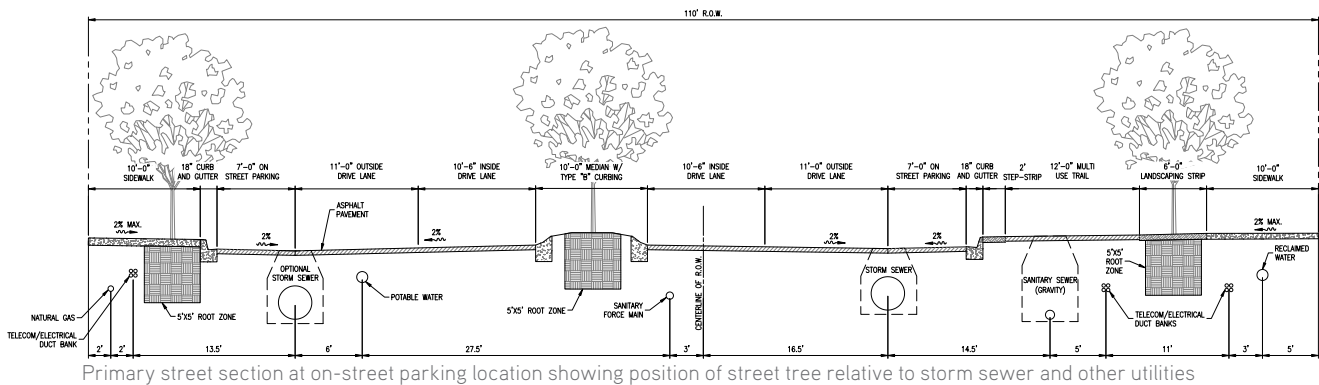 110' R.O.W.
10'-0"
SIDEWALK
18" CURB
AND GUTTER
7'-0" ON
STREET PARKING
11'-0" OUTSIDE
DRIVE LANE
10'-6" INSIDE
DRIVE LANE
10'-0" MEDIAN W/
TYPE "B" CURBING
10'-6" INSIDE
DRIVE LANE
11'-0" OUTSIDE
DRIVE LANE
7'-0" ON
STREET PARKING
18" CURB
AND GUTTER
2'
STEP-STRIP
12'-0" MULTI
USE TRAIL
6'-0"
LANDSCAPING STRIP
10'-0"
SIDEWALK
2% MAX.
ASPHALT
PAVEMENT
2%
2%
2%
2%
2% MAX.
OPTIONAL
STORM SEWER
POTABLE WATER
NATURAL GAS
TELECOM/ELECTRICAL
DUCT BANK
5'X5' ROOT ZONE
5'X5' ROOT ZONE
SANITARY
FORCE MAIN
CENTERLINE OF R.O.W.
STORM SEWER
SANITARY SEWER
(GRAVITY)
5'X5'
ROOT
ZONE
RECLAIMED
WATER
TELECOM/ELECTRICAL
DUCT BANKS
2' 2' 13.5' 6' 27.5' 3' 16.5' 14.5' 5' 11' 3' 5'
Primary street section at on-street parking location showing position of street tree relative to storm sewer and other utilities